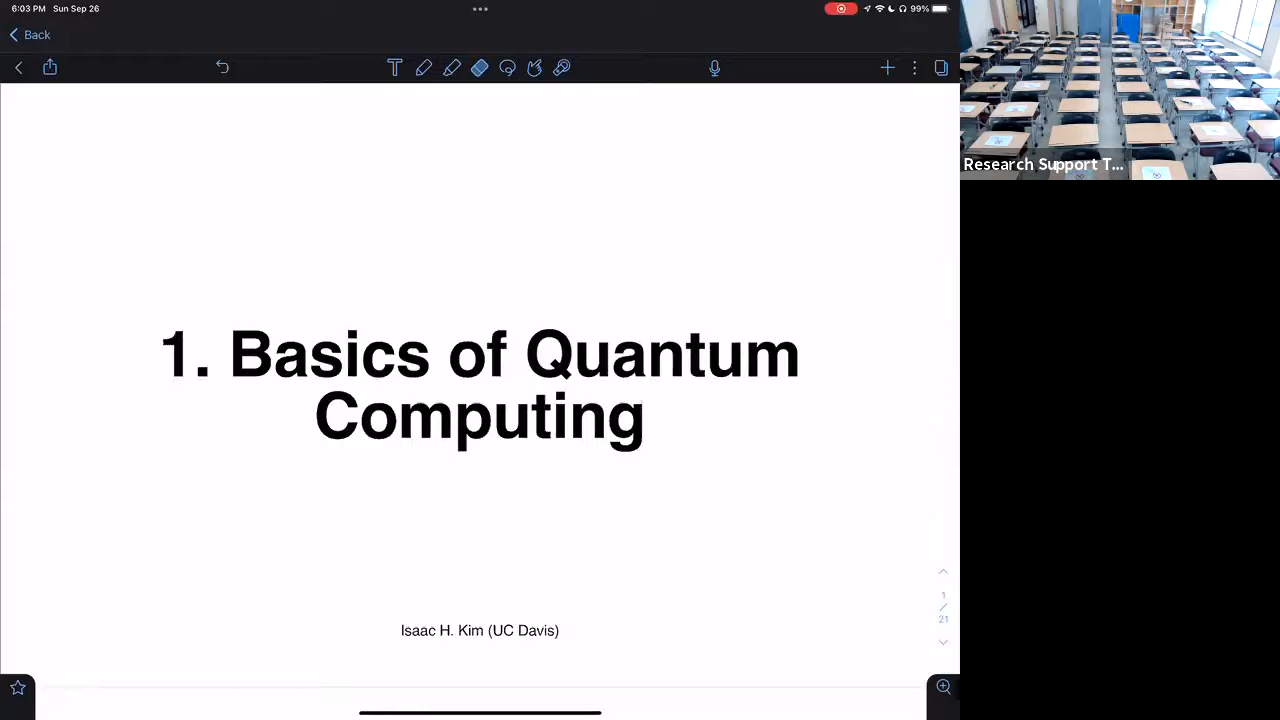 6:03 PM Sun Sep 26
99%
Back
1. Basics of Quantum
Computing
Isaac H. Kim (UC Davis)
1
/
21
Research Support T...